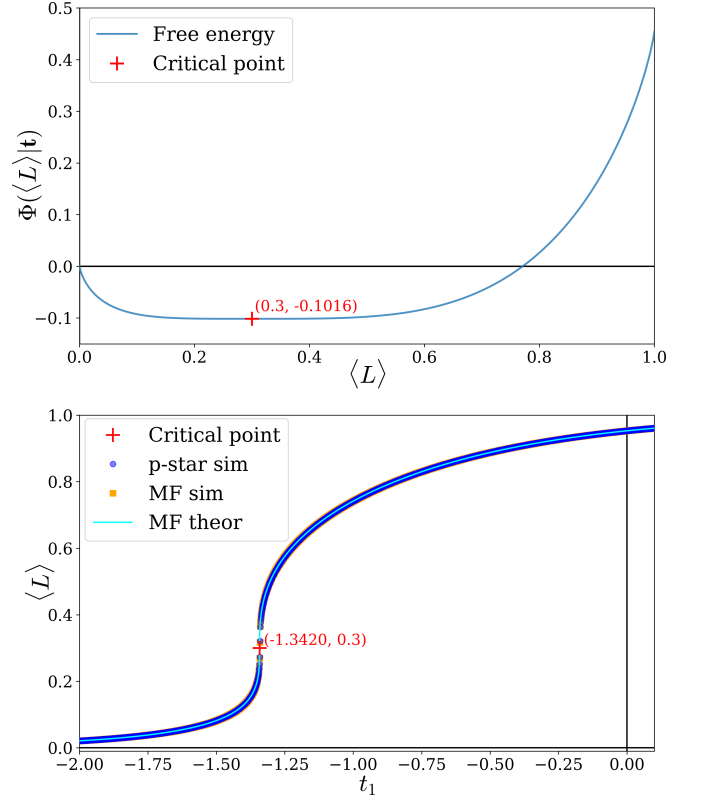 0.5
0.4
0.3
0.2
0.1
0.0
−0.1
Φ(⟨L⟩|t)
Free energy
Critical point
(0.3, -0.1016)
0.0 0.2 0.4 0.6 0.8 1.0
⟨L⟩
1.0
0.8
0.6
0.4
0.2
0.0
⟨L⟩
Critical point
p-star sim
MF sim
MF theor
(-1.3420, 0.3)
−2.00 −1.75 −1.50 −1.25 −1.00 −0.75 −0.50 −0.25 0.00
t₁